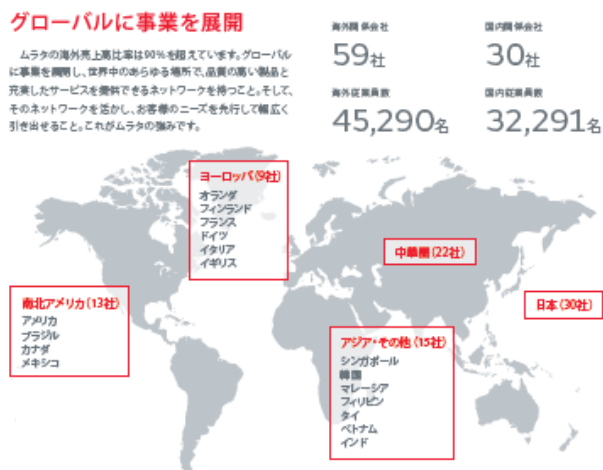 グローバルに事業を展開
ムラタの海外売上高比率は90%を超えています。グローバル
に事業を展開し、世界中のあらゆる場所で、品質の高い製品と
充実したサービスを提供できるネットワークを持つこと。そして、
そのネットワークを活かし、お客様のニーズを先行して幅広く
引き出せること。これがムラタの強みです。
海外関係会社
59社
国内関係会社
30社
海外従業員数
45,290名
国内従業員数
32,291名
ヨーロッパ(9社)
オランダ
フィンランド
フランス
ドイツ
イタリア
イギリス
中華圏(22社)
南北アメリカ(13社)
アメリカ
ブラジル
カナダ
メキシコ
日本(30社)
アジア・その他(15社)
シンガポール
韓国
マレーシア
フィリピン
タイ
ベトナム
インド